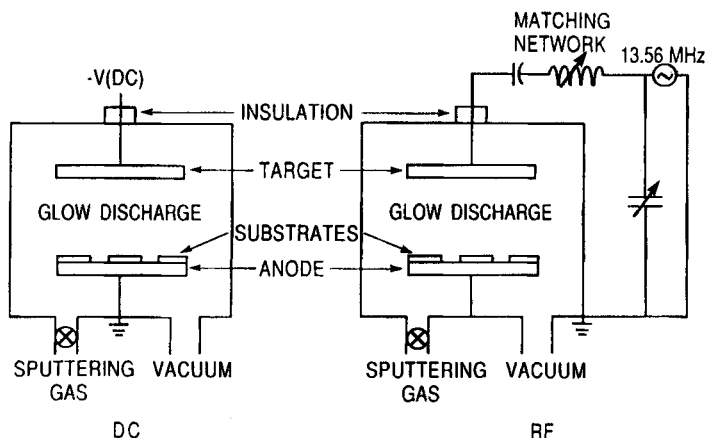 MATCHING
NETWORK
13.56 MHz
-V(DC)
INSULATION
TARGET
GLOW DISCHARGE
GLOW DISCHARGE
SUBSTRATES
ANODE
SPUTTERING
GAS
VACUUM
SPUTTERING
GAS
VACUUM
DC
RF